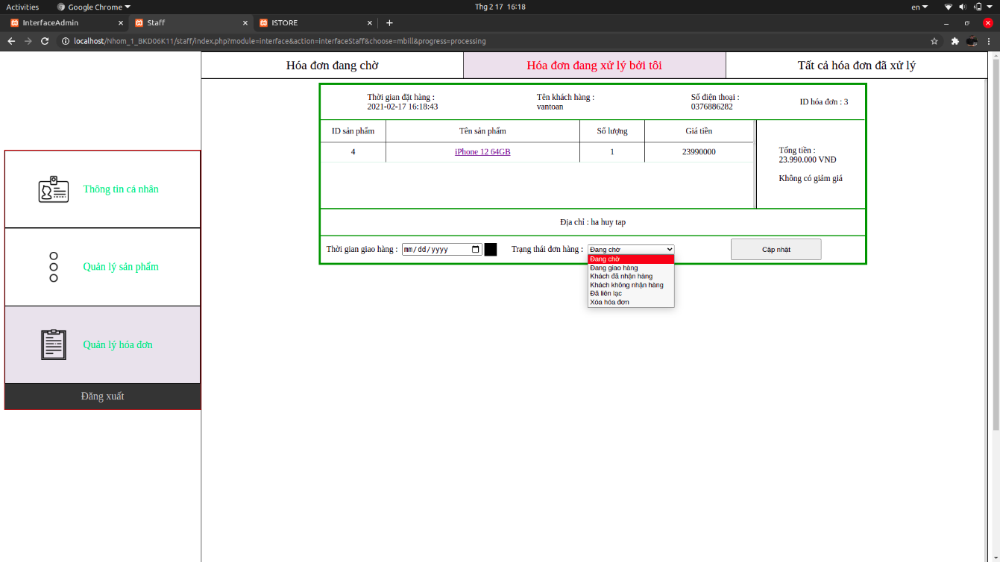 Activities
Google Chrome
Thg 2 17 16:18
en
InterfaceAdmin
Staff
ISTORE
localhost/Nhom_1_BKD06K11/staff/index.php?module=interface&action=interfaceStaff&choose=mbill&progress=processing
Hóa đơn đang chờ
Hóa đơn đang xử lý bởi tôi
Tất cả hóa đơn đã xử lý
Thông tin cá nhân
Quản lý sản phẩm
Quản lý hóa đơn
Đăng xuất
Thời gian đặt hàng :
2021-02-17 16:18:43
Tên khách hàng :
vantoan
Số điện thoại :
0376886282
ID hóa đơn : 3
ID sản phẩm
Tên sản phẩm
Số lượng
Giá tiền
4
iPhone 12 64GB
1
23990000
Tổng tiền :
23.990.000 VNĐ
Không có giảm giá
Địa chỉ : ha huy tap
Thời gian giao hàng :
mm/dd/yyyy
Trạng thái đơn hàng :
Đang chờ
Cập nhật
Đang chờ
Đang giao hàng
Khách đã nhận hàng
Khách không nhận hàng
Đã liên lạc
Xóa hóa đơn